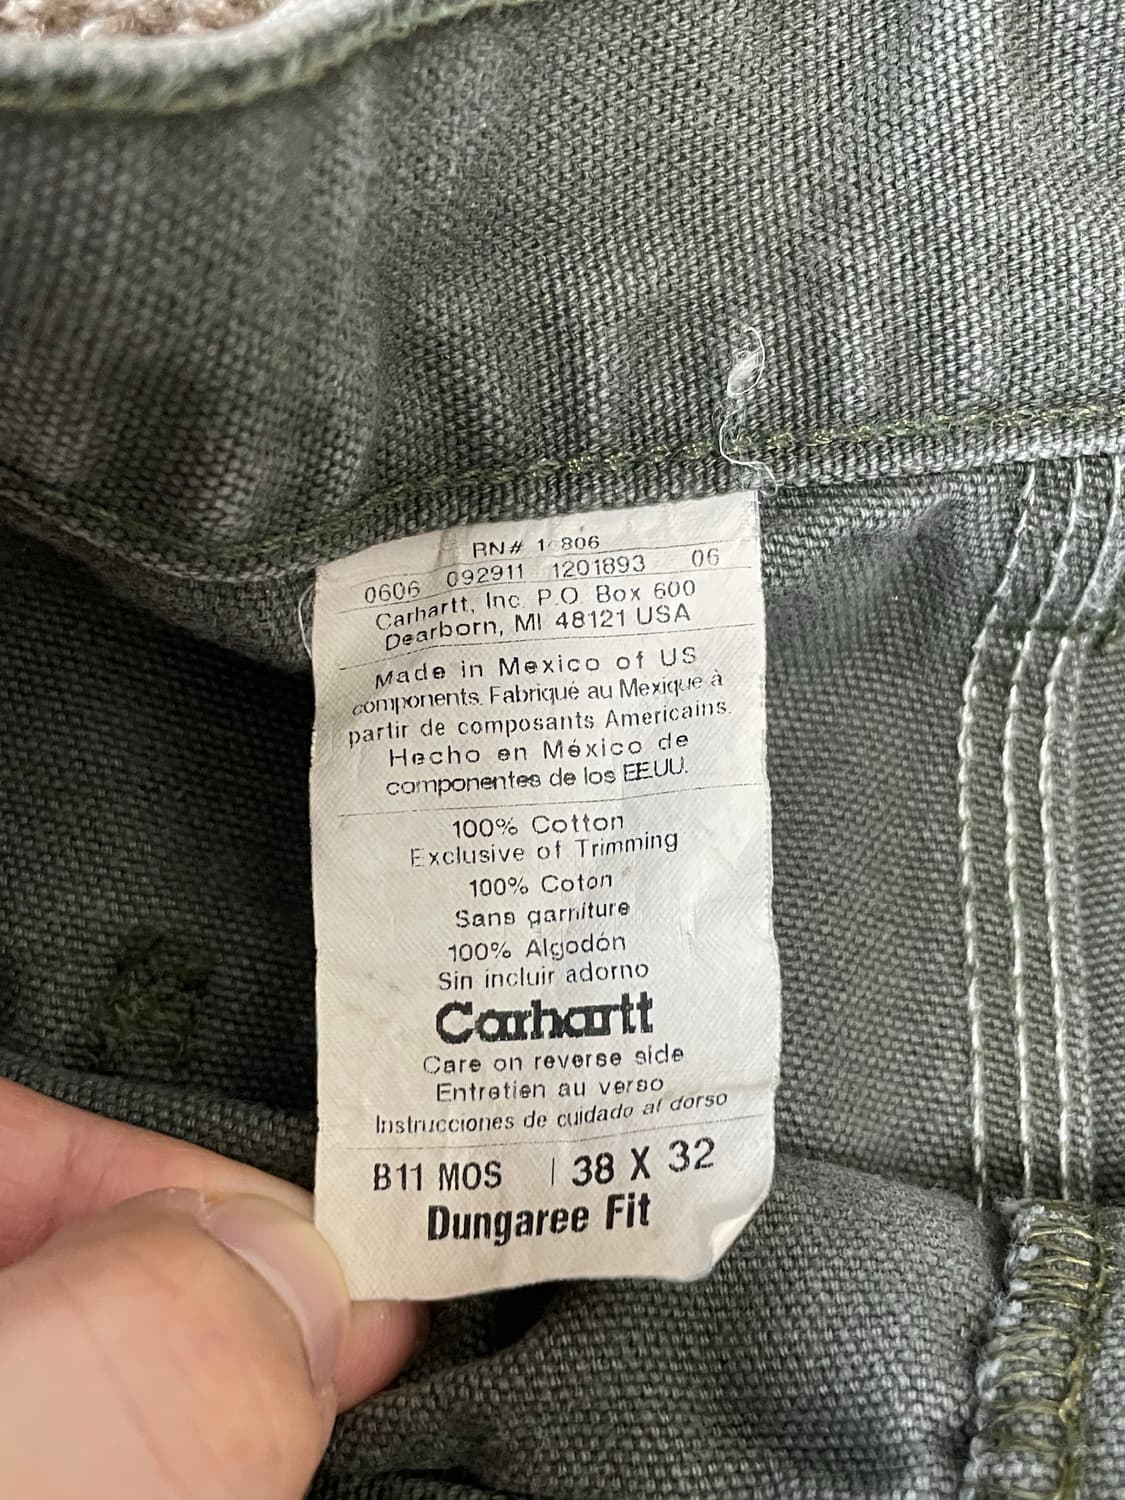 RN# 806
0606 092911 1201893 06
Carhartt, Inc. P.O. Box 600
Dearborn, MI 48121 USA
Made in Mexico of US
components. Fabriqué au Mexique à
partir de composants Americains.
Hecho en México de
componentes de los EE.UU.
100% Cotton
Exclusive of Trimming
100% Coton
Sans garniture
100% Algodón
Sin incluir adorno
Carhartt
Care on reverse side
Entretien au verso
Instrucciones de cuidado al dorso
B11 MOS | 38 X 32
Dungaree Fit